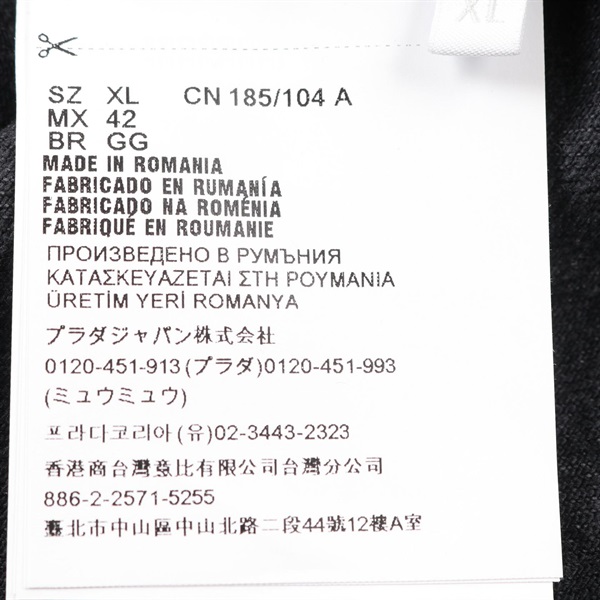 XL
SZ XL CN 185/104 A
MX 42
BR GG
MADE IN ROMANIA
FABRICADO EN RUMANÍA
FABRICADO NA ROMÉNIA
FABRIQUÉ EN ROUMANIE
ПРОИЗВЕДЕНО В РУМЪНИЯ
ΚΑΤΑΣΚΕΥΑΖΕΤΑΙ ΣΤΗ ΡΟΥΜΑΝΙΑ
ÜRETİM YERİ ROMANYA
プラダジャパン株式会社
0120-451-913 (プラダ)0120-451-993
(ミュウミュウ)
프라다코리아 (유)02-3443-2323
香港商台灣意比有限公司台灣分公司
886-2-2571-5255
臺北市中山區中山北路二段44號12樓A室